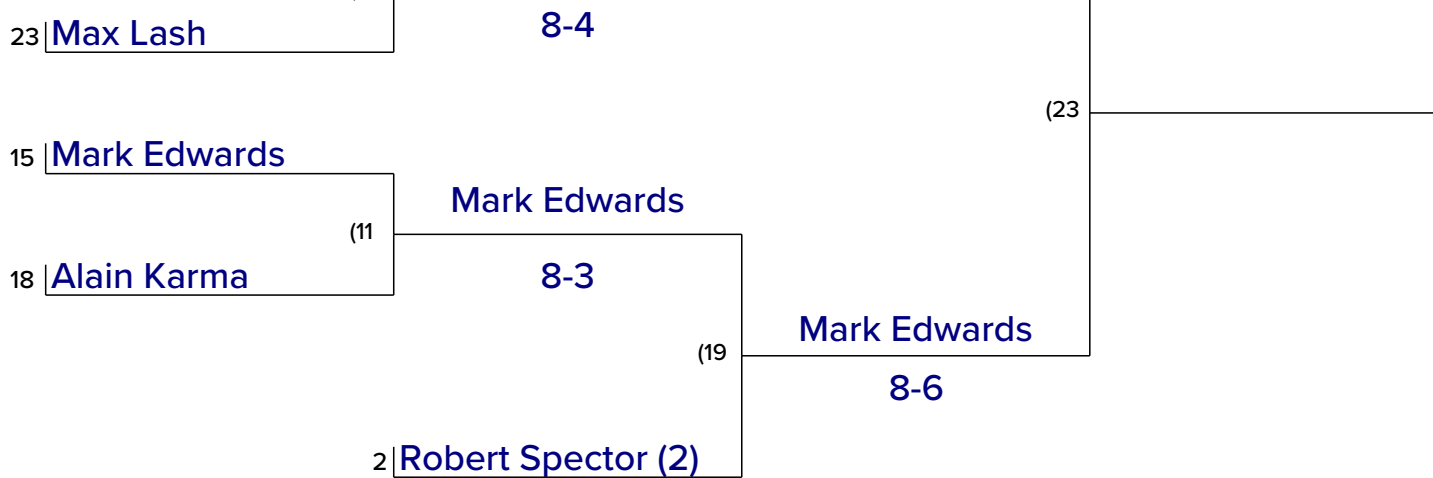 23 Max Lash
8-4
(23
15 Mark Edwards
Mark Edwards
(11
8-3
18 Alain Karma
Mark Edwards
(19
8-6
2 Robert Spector (2)